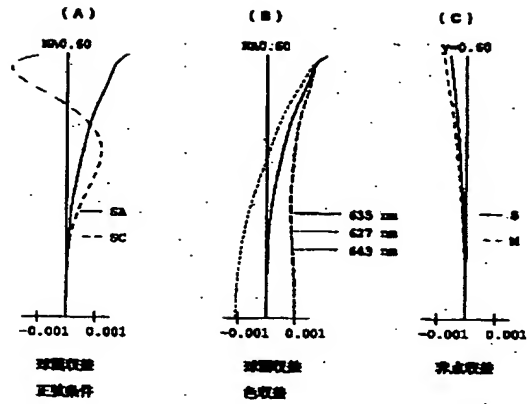 (A)
(B)
(C)
NA0.60
NA0.60
y=0.60
SA
SC
635 nm
627 nm
643 nm
S
M
-0.001 0.001
-0.001 0.001
-0.001 0.001
球面収差
正弦条件
球面収差
色収差
非点収差